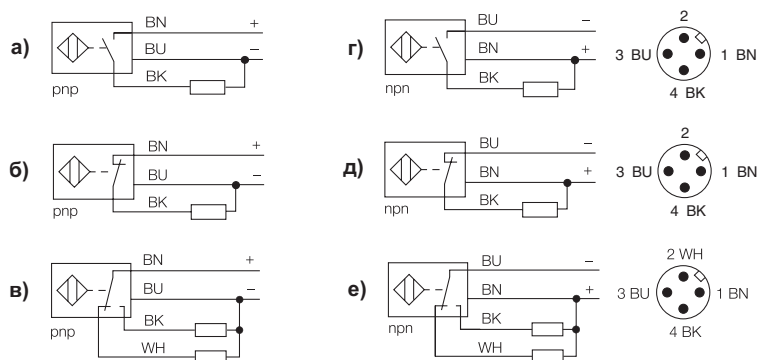 а)
BN
+
BU
−
BK
pnp
г)
BU
−
BN
+
BK
npn
2
3 BU
1 BN
4 BK
б)
BN
+
BU
−
BK
pnp
д)
BU
−
BN
+
BK
npn
2
3 BU
1 BN
4 BK
в)
BN
+
BU
−
BK
WH
pnp
е)
BU
−
BN
+
BK
WH
npn
2 WH
3 BU
1 BN
4 BK